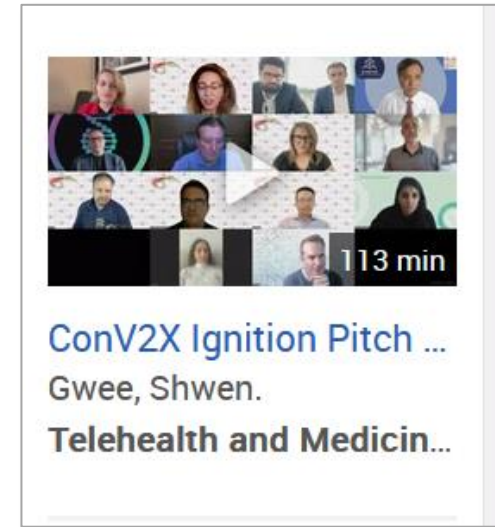 113 min
ConV2X Ignition Pitch ...
Gwee, Shwen.
Telehealth and Medicin...